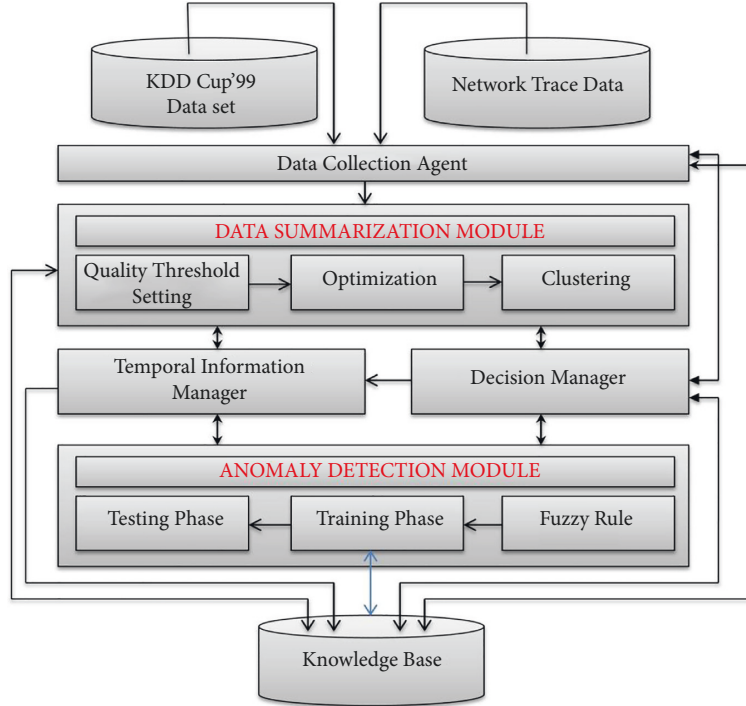 KDD Cup'99
Data set
Network Trace Data
Data Collection Agent
DATA SUMMARIZATION MODULE
Quality Threshold
Setting
Optimization
Clustering
Temporal Information
Manager
Decision Manager
ANOMALY DETECTION MODULE
Testing Phase
Training Phase
Fuzzy Rule
Knowledge Base